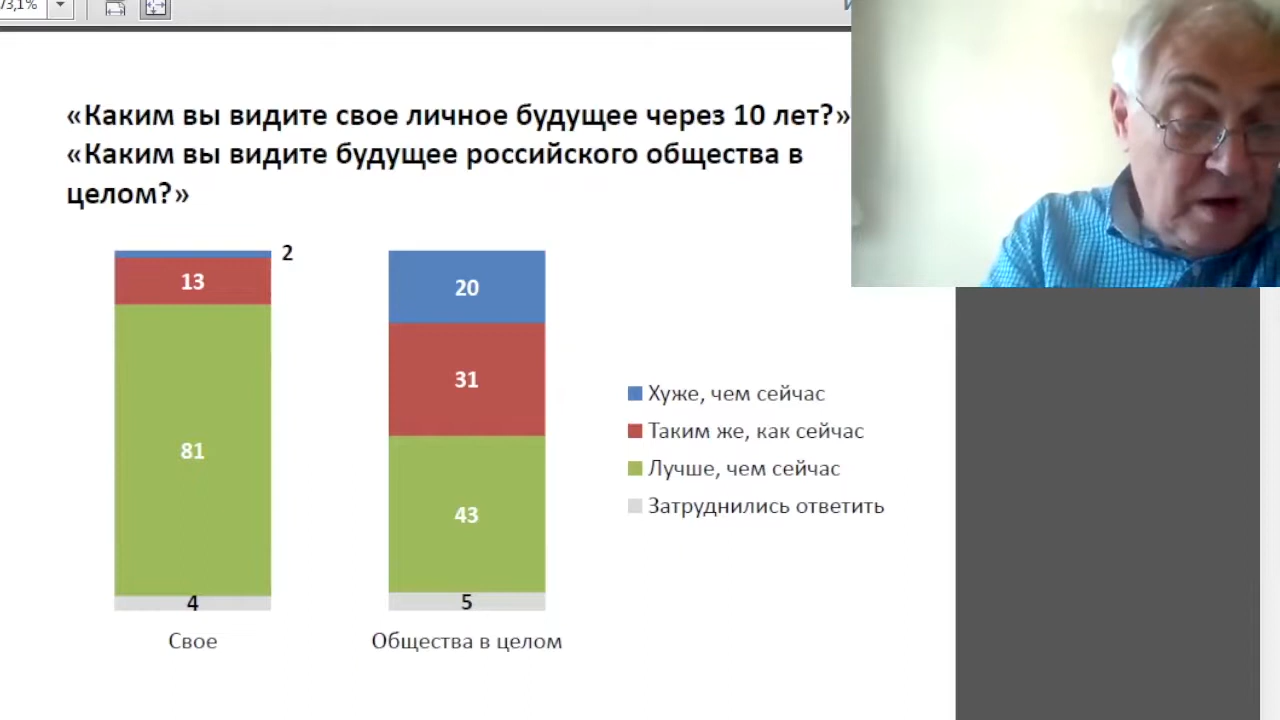 73,1%
«Каким вы видите свое личное будущее через 10 лет?»
«Каким вы видите будущее российского общества в
целом?»
2
13
81
4
20
31
43
5
Хуже, чем сейчас
Таким же, как сейчас
Лучше, чем сейчас
Затруднились ответить
Свое
Общества в целом